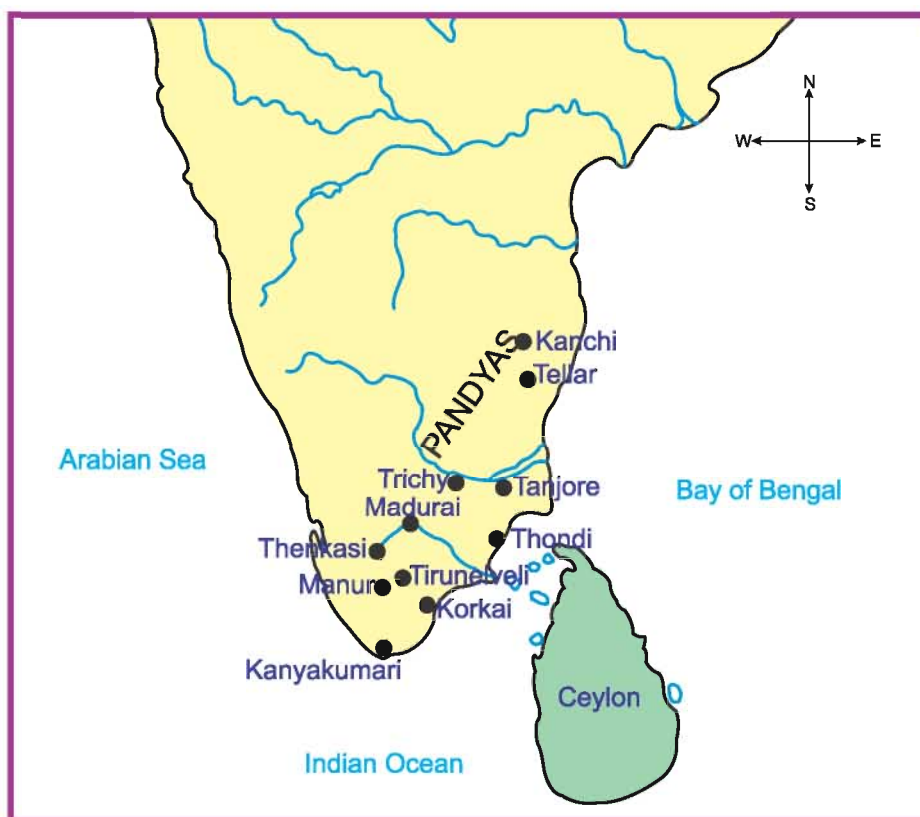 N
W E
S
Kanchi
Tellar
PANDYAS
Arabian Sea
Trichy
Tanjore
Bay of Bengal
Madurai
Thondi
Thenkasi
Tirunelveli
Manur
Korkai
Kanyakumari
Ceylon
Indian Ocean